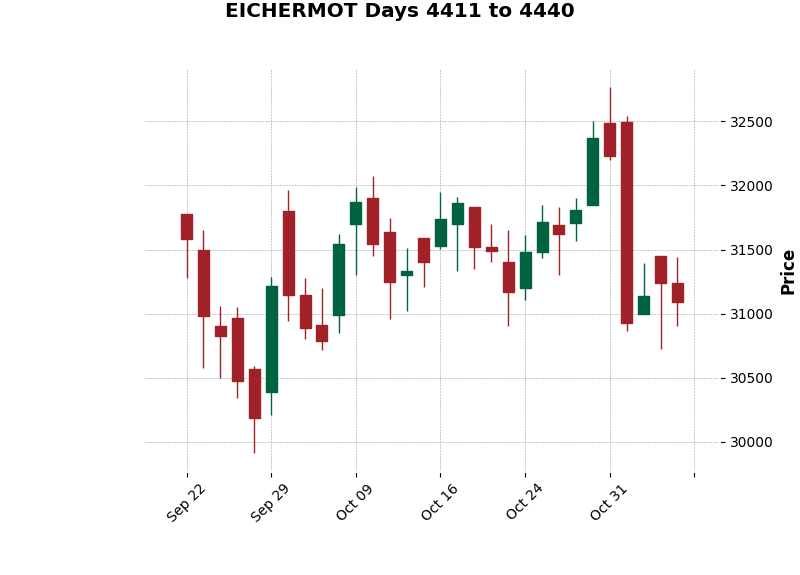 EICHERMOT Days 4411 to 4440
32500
32000
31500
31000
30500
30000
Price
Sep 22
Sep 29
Oct 09
Oct 16
Oct 24
Oct 31